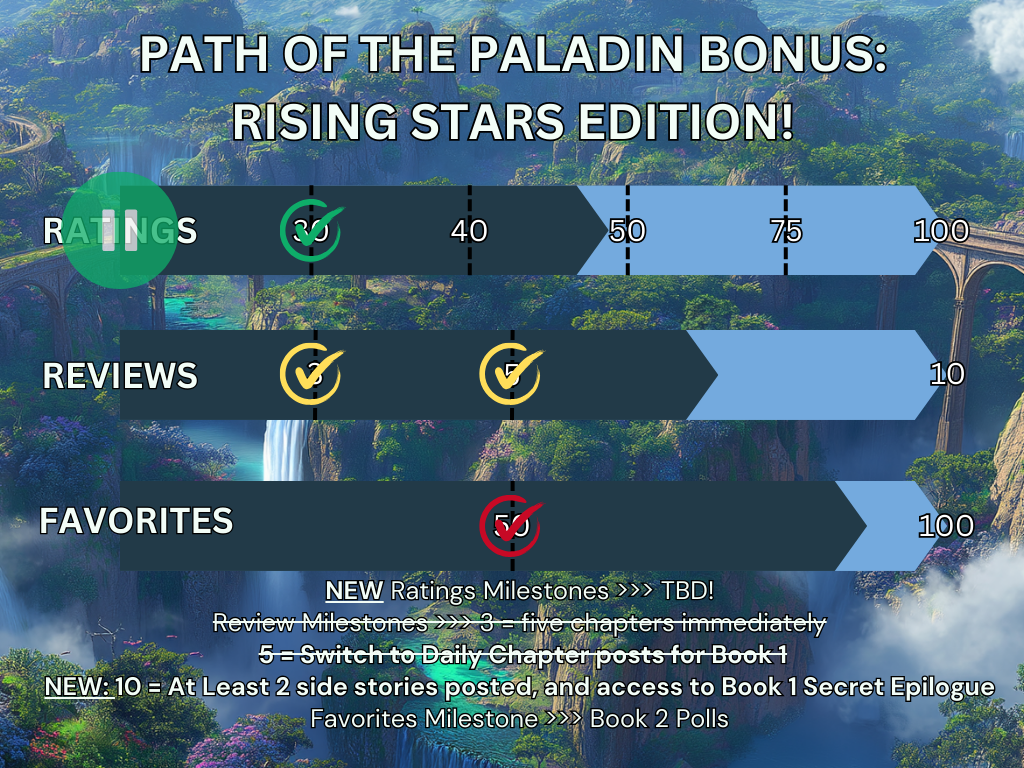 PATH OF THE PALADIN BONUS:
RISING STARS EDITION!
RATINGS 30 40 50 75 100
REVIEWS 3 5 10
FAVORITES 50 100
NEW Ratings Milestones >>> TBD!
Review Milestones >>> 3 = five chapters immediately
5 = Switch to Daily Chapter posts for Book 1
NEW: 10 = At Least 2 side stories posted, and access to Book 1 Secret Epilogue
Favorites Milestone >>> Book 2 Polls